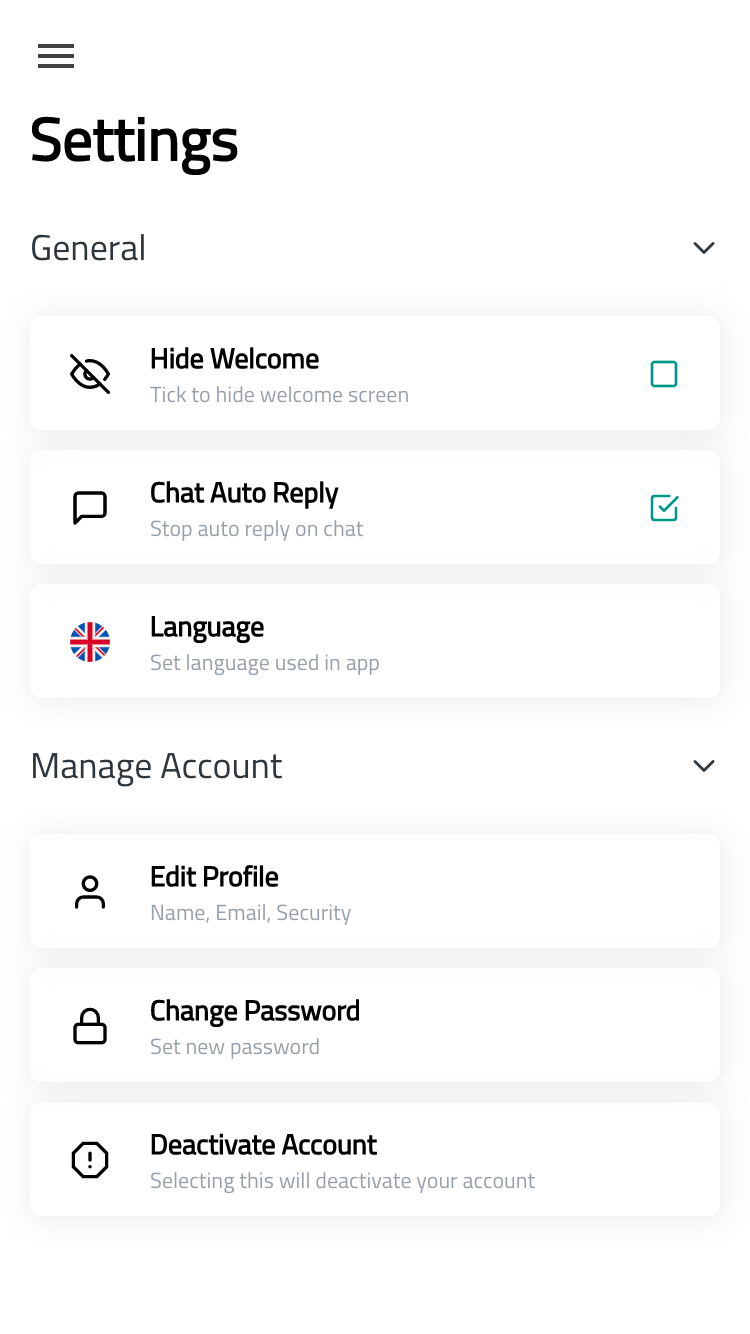 Settings
General
Hide Welcome
Tick to hide welcome screen
Chat Auto Reply
Stop auto reply on chat
Language
Set language used in app
Manage Account
Edit Profile
Name, Email, Security
Change Password
Set new password
Deactivate Account
Selecting this will deactivate your account